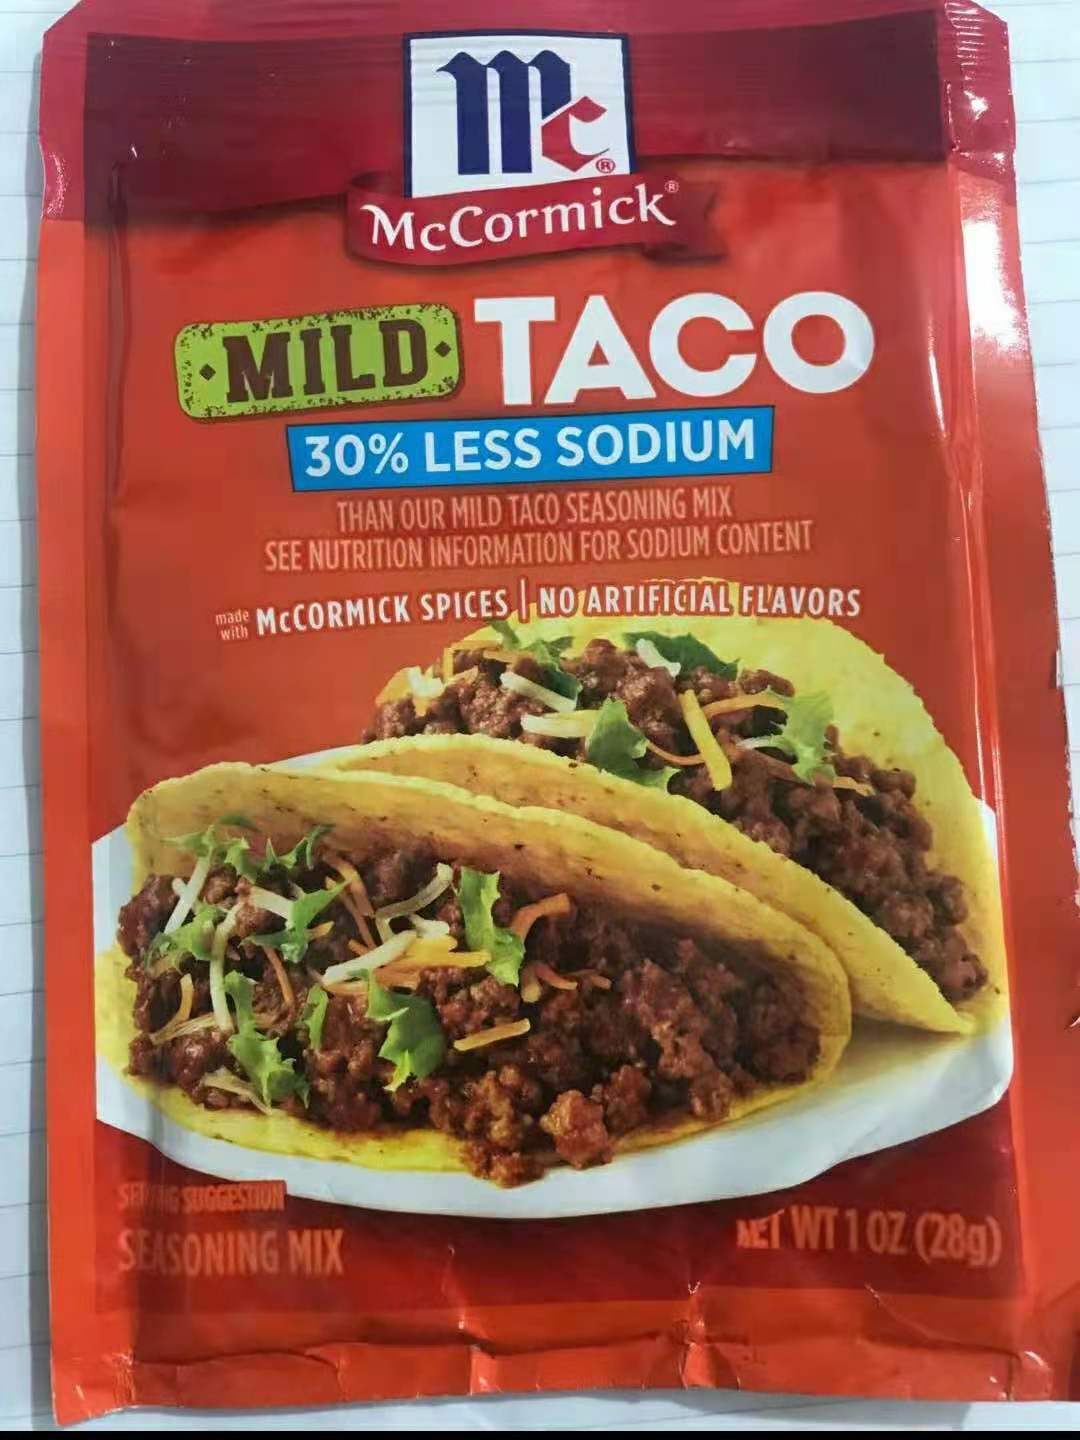 Mc®
McCormick®
·MILD· TACO
30% LESS SODIUM
THAN OUR MILD TACO SEASONING MIX
SEE NUTRITION INFORMATION FOR SODIUM CONTENT
made with McCORMICK SPICES | NO ARTIFICIAL FLAVORS
SERVING SUGGESTION
SEASONING MIX
NET WT 1 OZ (28g)